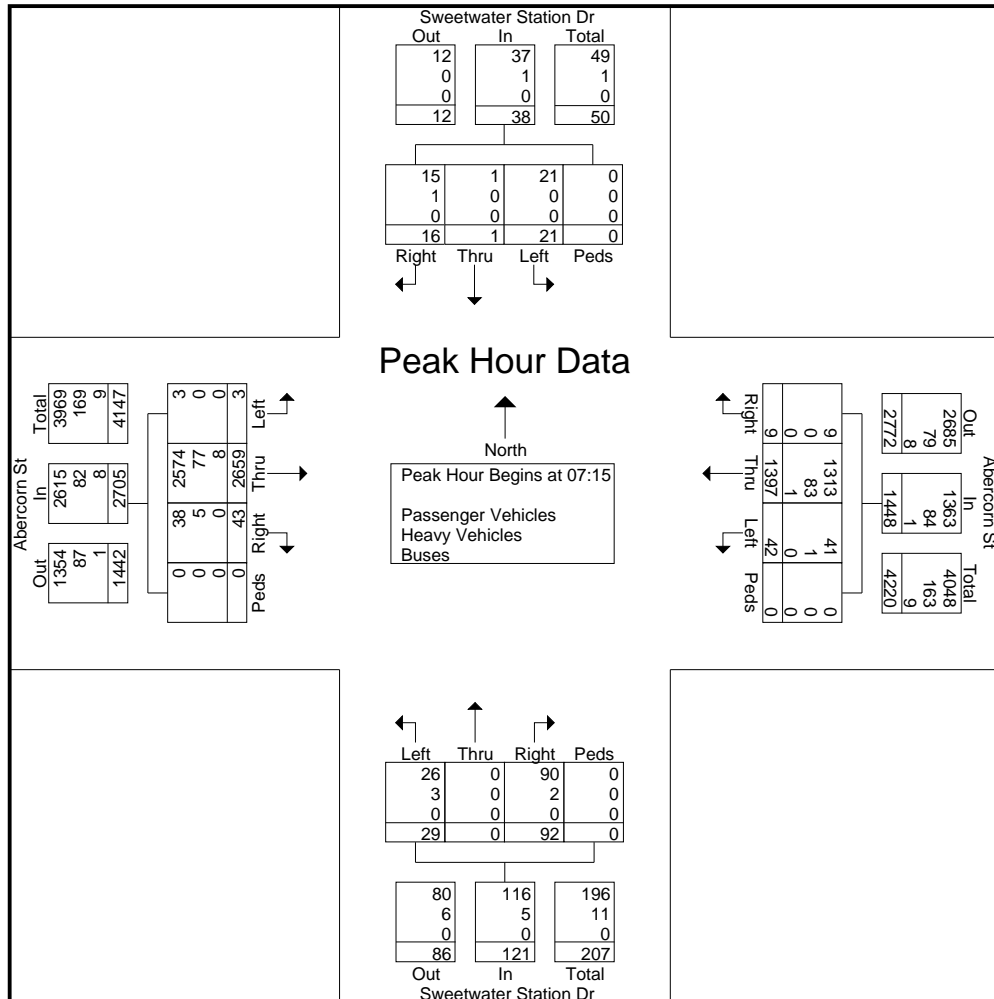 Sweetwater Station Dr
Out In Total
12 37 49
0 1 1
0 0 0
12 38 50
15 1 21 0
1 0 0 0
0 0 0 0
16 1 21 0
Right Thru Left Peds
Peak Hour Data
North
Peak Hour Begins at 07:15
Passenger Vehicles
Heavy Vehicles
Buses
Abercorn St
Out In Total
1354 2615 3969
87 82 169
1 8 9
1442 2705 4147
Left Thru Right Peds
3 2574 38 0
0 77 5 0
0 8 0 0
3 2659 43 0
Right Thru Left Peds
9 1313 41 0
0 83 1 0
0 1 0 0
9 1397 42 0
Abercorn St
Out In Total
2685 1363 4048
79 84 163
8 1 9
2772 1448 4220
Left Thru Right Peds
26 0 90 0
3 0 2 0
0 0 0 0
29 0 92 0
80 116 196
6 5 11
0 0 0
86 121 207
Out In Total
Sweetwater Station Dr